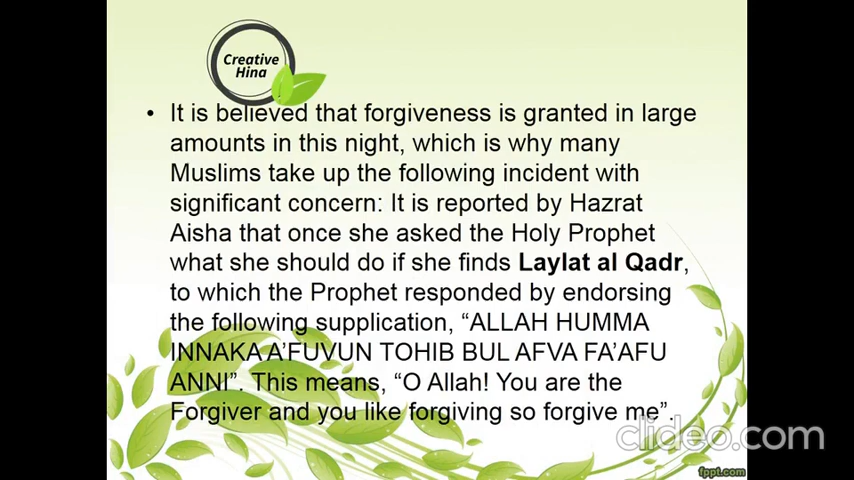 Creative
Hina
• It is believed that forgiveness is granted in large
amounts in this night, which is why many
Muslims take up the following incident with
significant concern: It is reported by Hazrat
Aisha that once she asked the Holy Prophet
what she should do if she finds Laylat al Qadr,
to which the Prophet responded by endorsing
the following supplication, “ALLAH HUMMA
INNAKA A’FUVUN TOHIB BUL AFVA FA’AFU
ANNI”. This means, “O Allah! You are the
Forgiver and you like forgiving so forgive me”.
clideo.com
fppt.com